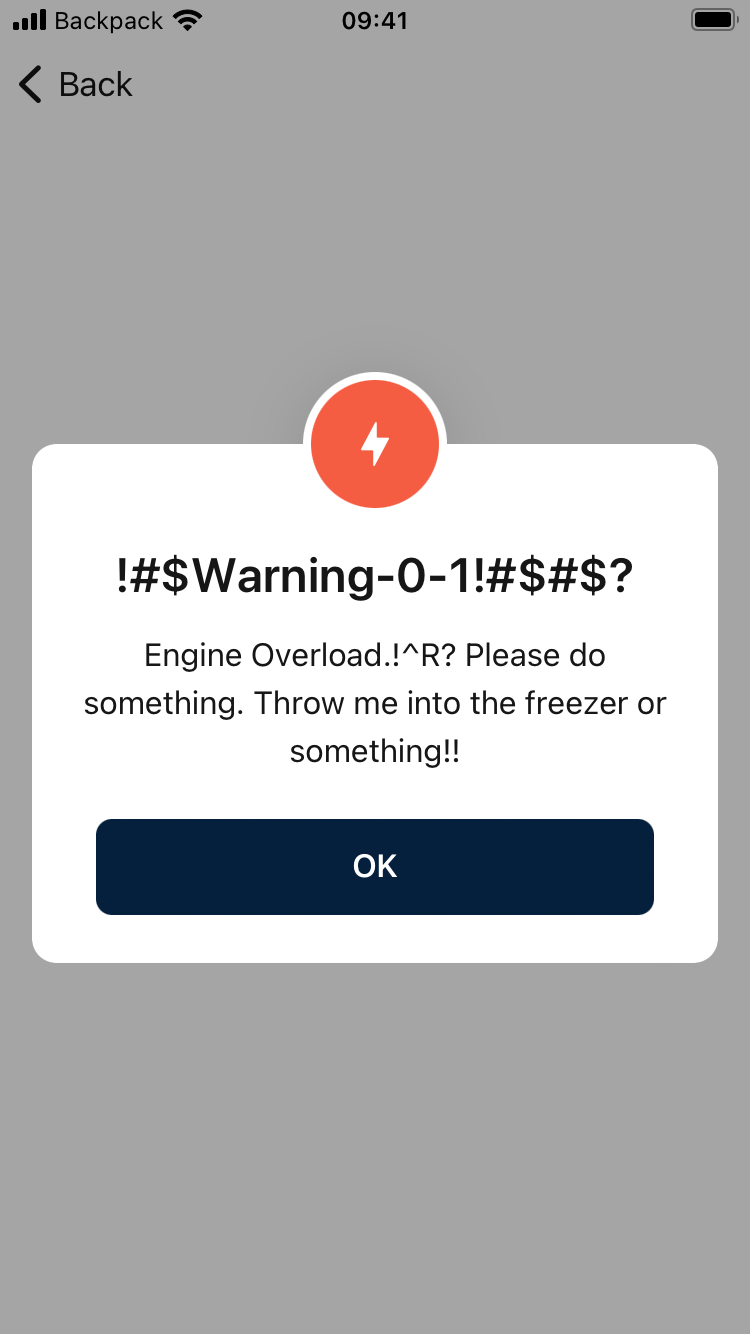 Backpack 09:41
Back
!#$Warning-0-1!#$#$?
Engine Overload.!^R? Please do
something. Throw me into the freezer or
something!!
OK